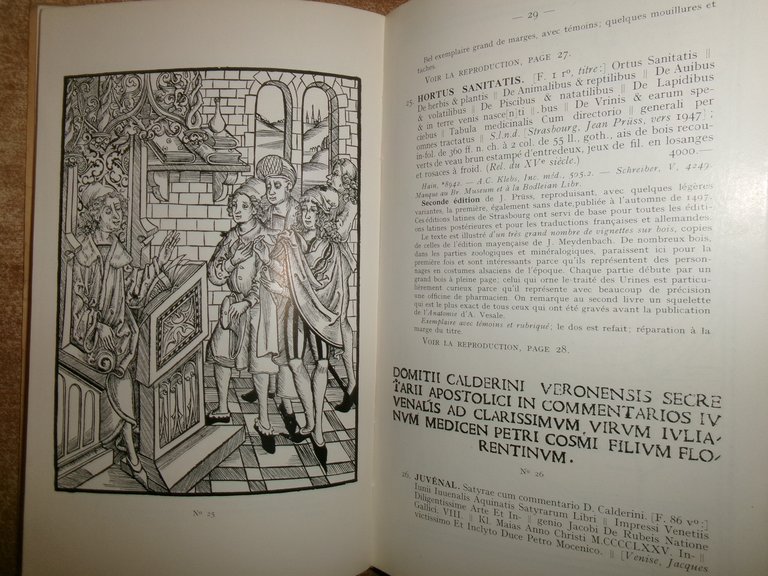 Nº 25
— 29 —
Bel exemplaire grand de marges, avec témoins; quelques mouillures et
taches.
VOIR LA REPRODUCTION, PAGE 27.
25. HORTUS SANITATIS. [F. 1 rº, titre:] Ortus Sanitatis ||
De herbis & plantis || De Animalibus & reptilibus || De Auibus
& volatilibus || De Piscibus & natatilibus || De Lapidibus
& in terre venis nasce[n]ti || bus || De Vrinis & earum spe-
ciebus || Tabula medicinalis Cum directorio || generali per
omnes tractatus || S.l.n.d. [Strasbourg, Jean Prüss, vers 1947];
in-fol. de 360 ff. n. ch. à 2 col. de 55 ll., goth., ais de bois recou-
verts de veau brun estampé d'entredeux, jeux de fil. en losanges
et rosaces à froid. (Rel. du XVe siècle.) 4000.—
Hain, *8942. — A.C. Klebs, Inc. méd., 505.2. — Schreiber, V, 4249.
Manque au Br. Museum et à la Bodleran Libr.
Seconde édition de J. Prüss, reproduisant, avec quelques légères
variantes, la première, également sans date, publiée à l'automne de 1497.
Ces éditions latines de Strasbourg ont servi de base pour toutes les édi-
tions latines postérieures et pour les traductions françaises et allemandes.
Le texte est illustré d'un très grand nombre de vignettes sur bois, copies
de celles de l'édition mayençaise de J. Meydenbach. De nombreux bois,
dans les parties zoologiques et minéralogiques, paraissent ici pour la
première fois et sont intéressants parce qu'ils représentent des person-
nages en costumes alsaciens de l'époque. Chaque partie débute par un
grand bois à pleine page; celui qui orne le traité des Urines est particu-
lièrement curieux parce qu'il représente avec beaucoup de précision
une officine de pharmacien. On remarque au second livre un squelette
qui est le plus exact de tous ceux qui ont été gravés avant la publication
de l'Anatomie d'A. Vesale.
Exemplaire avec témoins et rubriqué; le dos est refait; réparation à la
marge du titre.
VOIR LA REPRODUCTION, PAGE 28.
DOMITII CALDERINI VERONENSIS SECRE
TARII APOSTOLICI IN COMMENTARIOS IV
VENALIS AD CLARISSIMVM VIRVM IVLIA-
NVM MEDICEN PETRI COSMI FILIVM FLO-
RENTINVM.
Nº 26
26. JUVÉNAL. Satyrae cum commentario D. Calderini. [F. 86 vº:]
Iunii Iuuenalis Aquinatis Satyrarum Libri || Impressi Venetiis
Diligentissime Arte Et In- || genio Jacobi De Rubeis Natione
Gallici. VIII. || Kl. Maias Anno Christi M.CCCCLXXV. In- ||
victissimo Et Inclyto Duce Petro Mocenico. || [Venise, Jacques